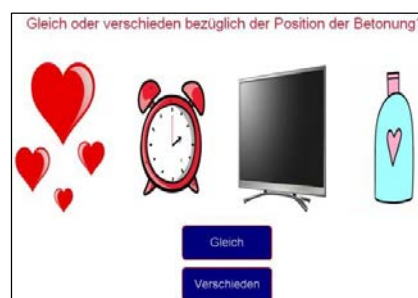 Gleich oder verschieden bezüglich der Position der Betonung?
Gleich
Verschieden